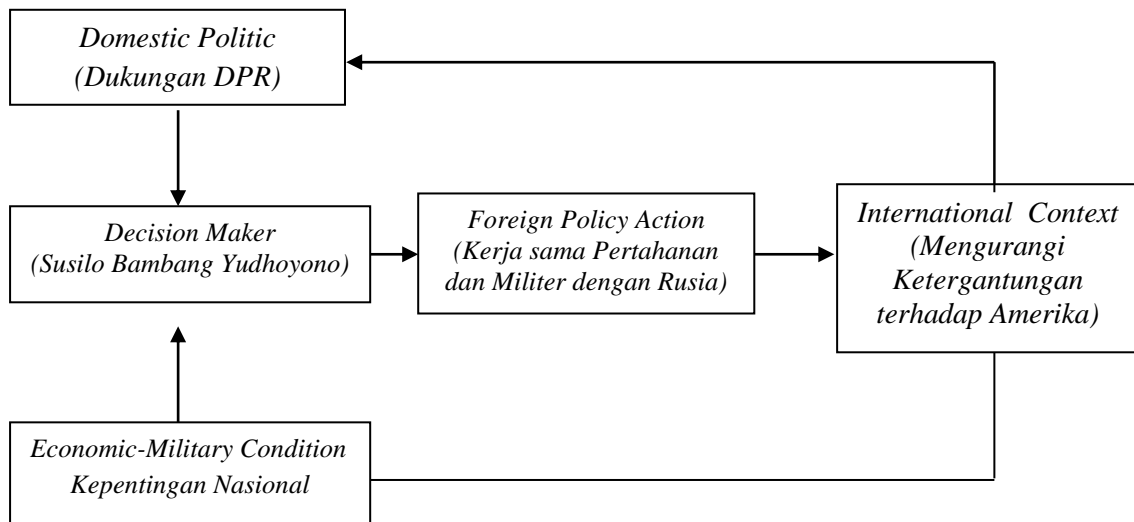 Domestic Politic
(Dukungan DPR)
Decision Maker
(Susilo Bambang Yudhoyono)
Foreign Policy Action
(Kerja sama Pertahanan
dan Militer dengan Rusia)
International Context
(Mengurangi
Ketergantungan
terhadap Amerika)
Economic-Military Condition
Kepentingan Nasional